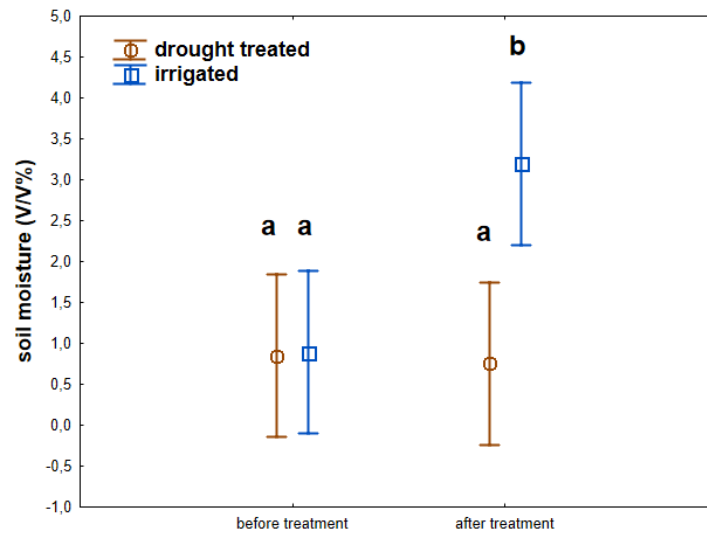 5,0
4,5
4,0
3,5
3,0
2,5
2,0
1,5
1,0
0,5
0,0
-0,5
-1,0
soil moisture (V/V%)
drought treated
irrigated
a
a
a
b
before treatment
after treatment